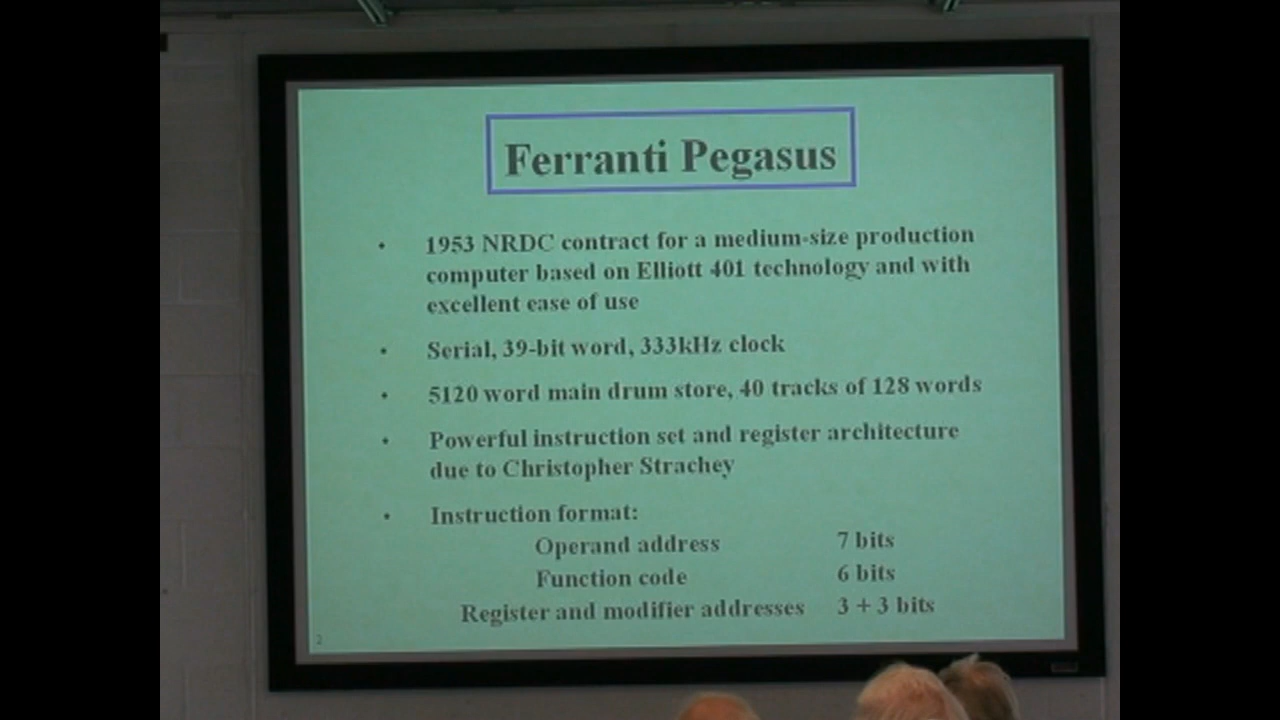 Ferranti Pegasus
• 1953 NRDC contract for a medium-size production
computer based on Elliott 401 technology and with
excellent ease of use
• Serial, 39-bit word, 333kHz clock
• 5120 word main drum store, 40 tracks of 128 words
• Powerful instruction set and register architecture
due to Christopher Strachey
• Instruction format:
Operand address 7 bits
Function code 6 bits
Register and modifier addresses 3 + 3 bits
2